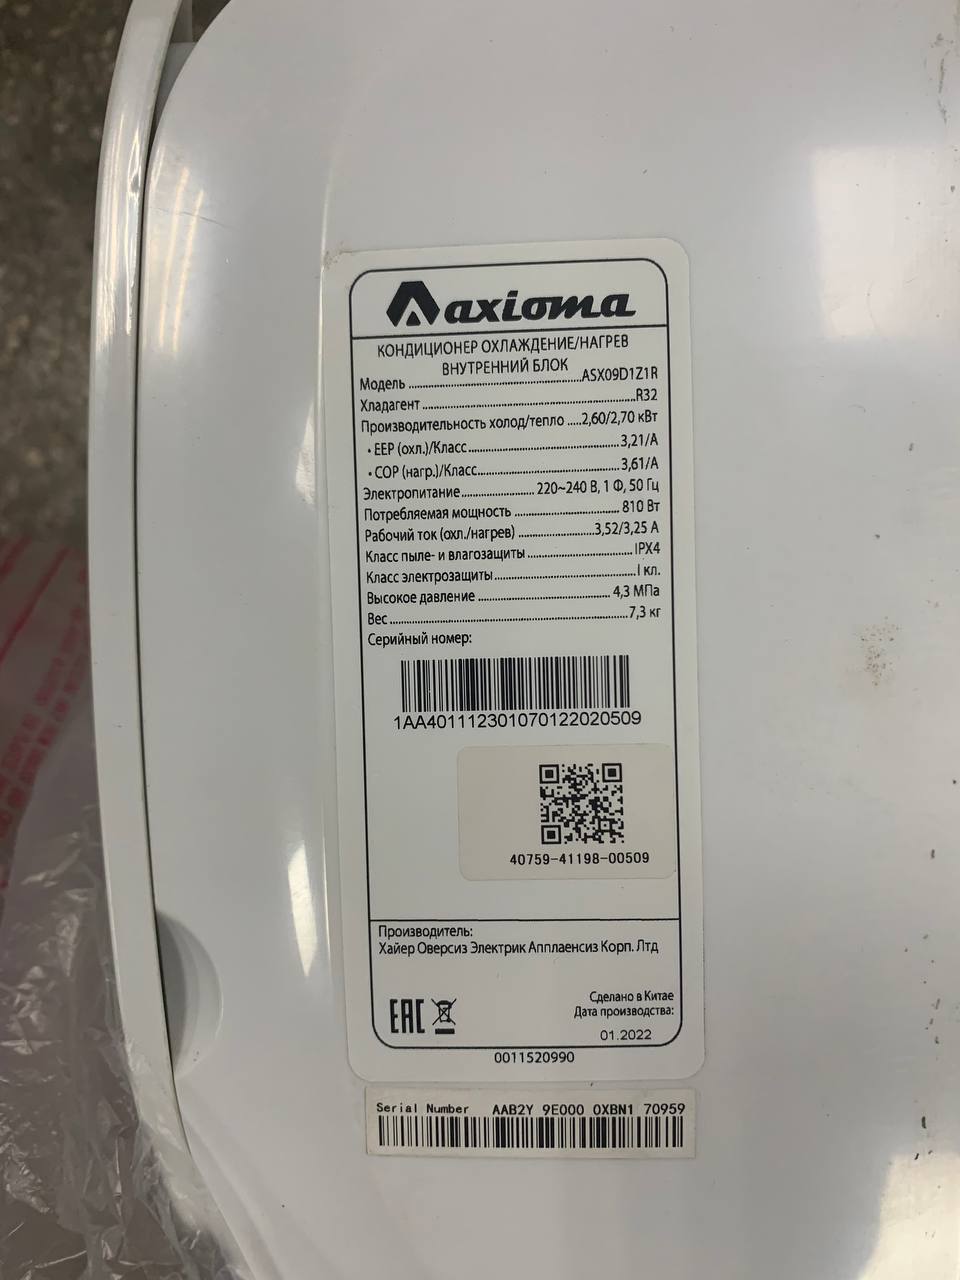 axioma
КОНДИЦИОНЕР ОХЛАЖДЕНИЕ/НАГРЕВ
ВНУТРЕННИЙ БЛОК
Модель ........ ASX09D1Z1R
Хладагент ........ R32
Производительность холод/тепло ..... 2,60/2,70 кВт
• ЕЕР (охл.)/Класс ........ 3,21/А
• СОР (нагр.)/Класс ........ 3,61/А
Электропитание ........ 220~240 В, 1 Ф, 50 Гц
Потребляемая мощность ........ 810 Вт
Рабочий ток (охл./нагрев) ........ 3,52/3,25 А
Класс пыле- и влагозащиты ........ IPX4
Класс электрозащиты ........ I кл.
Высокое давление ........ 4,3 МПа
Вес ........ 7,3 кг
Серийный номер:
1AA401112301070122020509
40759-41198-00509
Производитель:
Хайер Оверсиз Электрик Апплаенсиз Корп. Лтд
EAC
Сделано в Китае
Дата производства:
01.2022
0011520990
Serial Number AAB2Y 9E000 0XBN1 70959